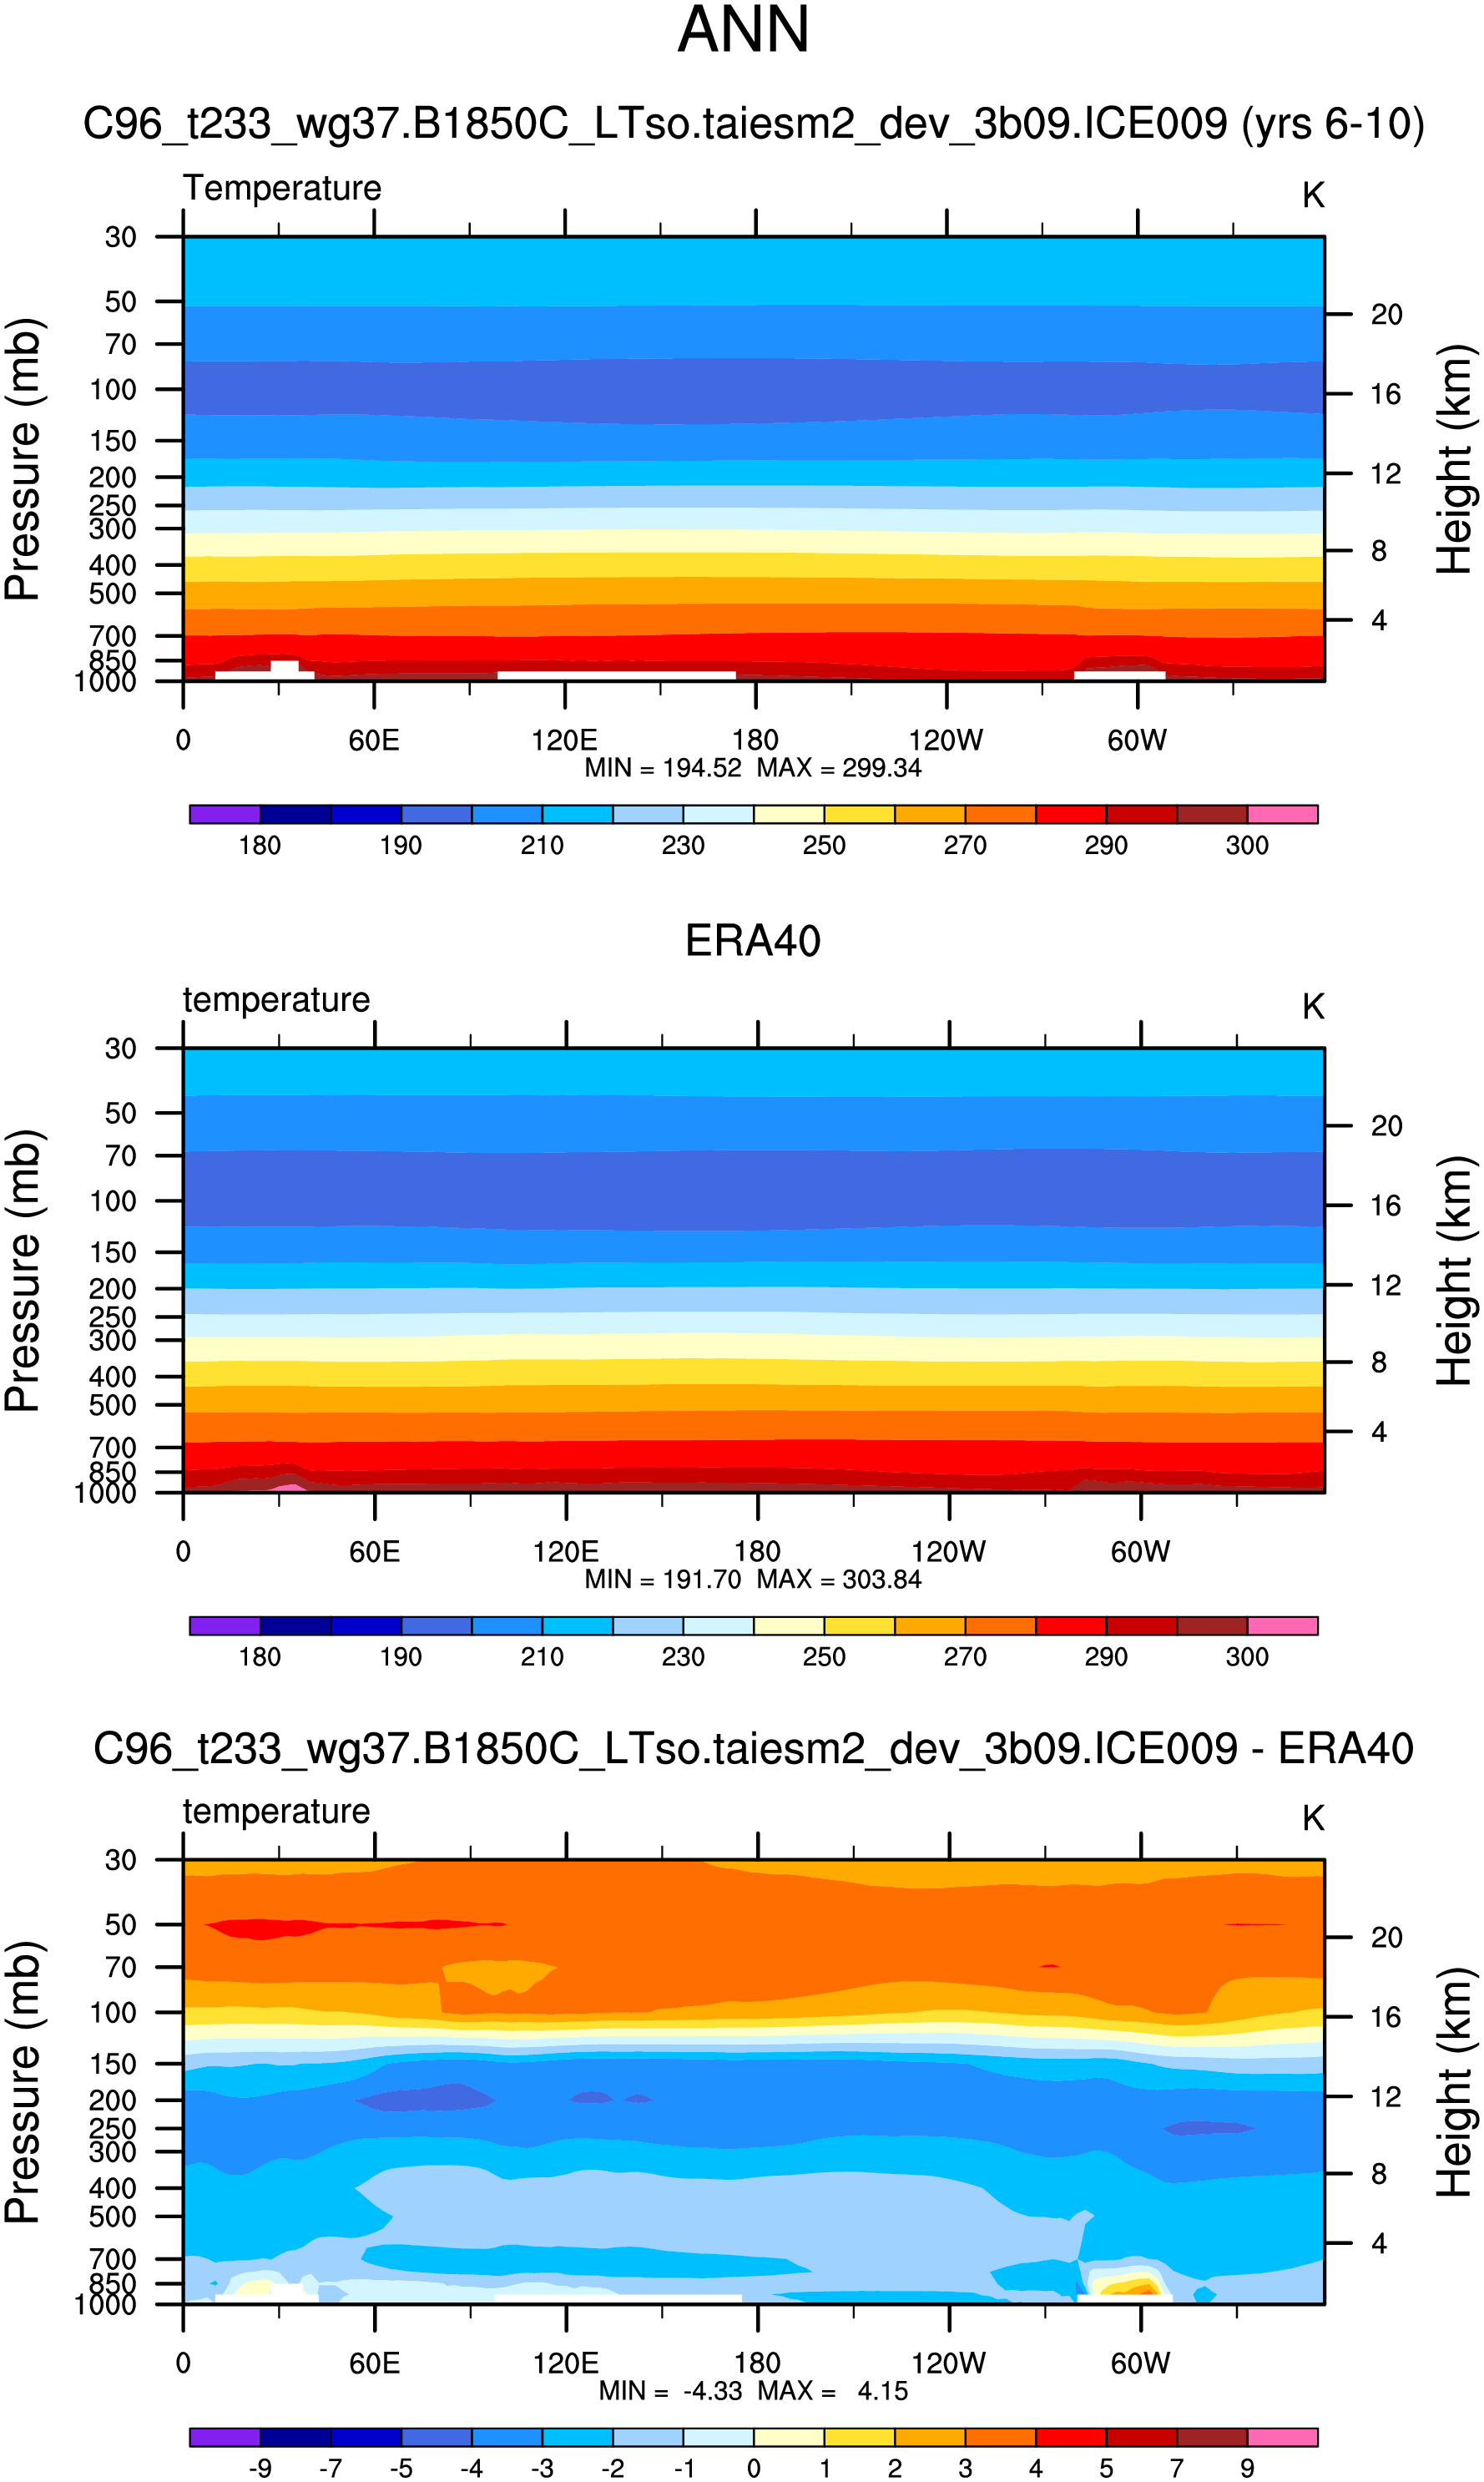 ANN
C96_t233_wg37.B1850C_LTso.taiesm2_dev_3b09.ICE009 (yrs 6-10)
Temperature K
Pressure (mb)
30
50
70
100
150
200
250
300
400
500
700
850
1000
20
16
12
8
4
Height (km)
0 60E 120E 180 120W 60W
MIN = 194.52 MAX = 299.34
180 190 210 230 250 270 290 300
ERA40
temperature K
Pressure (mb)
30
50
70
100
150
200
250
300
400
500
700
850
1000
20
16
12
8
4
Height (km)
0 60E 120E 180 120W 60W
MIN = 191.70 MAX = 303.84
180 190 210 230 250 270 290 300
C96_t233_wg37.B1850C_LTso.taiesm2_dev_3b09.ICE009 - ERA40
temperature K
Pressure (mb)
30
50
70
100
150
200
250
300
400
500
700
850
1000
20
16
12
8
4
Height (km)
0 60E 120E 180 120W 60W
MIN = -4.33 MAX = 4.15
-9 -7 -5 -4 -3 -2 -1 0 1 2 3 4 5 7 9